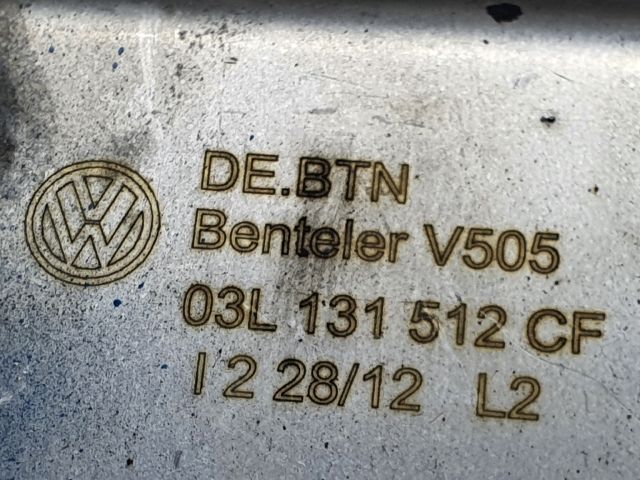 DE.BTN
Benteler V505
03L 131 512 CF
I 2 28/12 L2